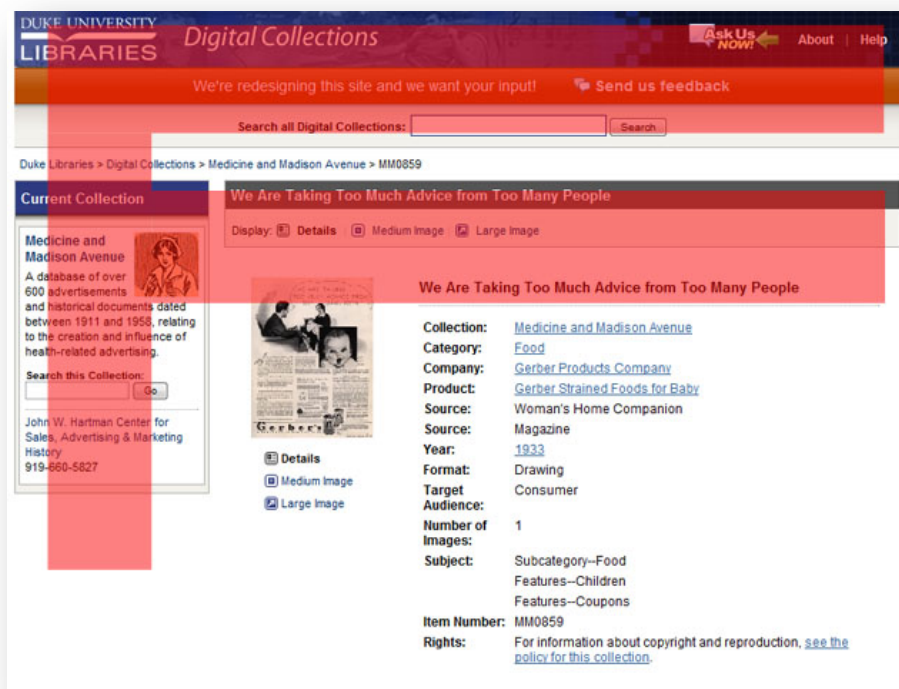 DUKE UNIVERSITY
LIBRARIES
Digital Collections
Ask Us
NOW!
About | Help
We're redesigning this site and we want your input! Send us feedback
Search all Digital Collections: Search
Duke Libraries > Digital Collections > Medicine and Madison Avenue > MM0859
Current Collection
Medicine and
Madison Avenue
A database of over
600 advertisements
and historical documents dated
between 1911 and 1958, relating
to the creation and influence of
health-related advertising.
Search this Collection:
Go
John W. Hartman Center for
Sales, Advertising & Marketing
History
919-660-5827
We Are Taking Too Much Advice from Too Many People
Display: Details Medium Image Large Image
Gerber's
Details
Medium Image
Large Image
We Are Taking Too Much Advice from Too Many People
Collection: Medicine and Madison Avenue
Category: Food
Company: Gerber Products Company
Product: Gerber Strained Foods for Baby
Source: Woman's Home Companion
Source: Magazine
Year: 1933
Format: Drawing
Target Consumer
Audience:
Number of 1
Images:
Subject: Subcategory--Food
Features--Children
Features--Coupons
Item Number: MM0859
Rights: For information about copyright and reproduction, see the
policy for this collection.